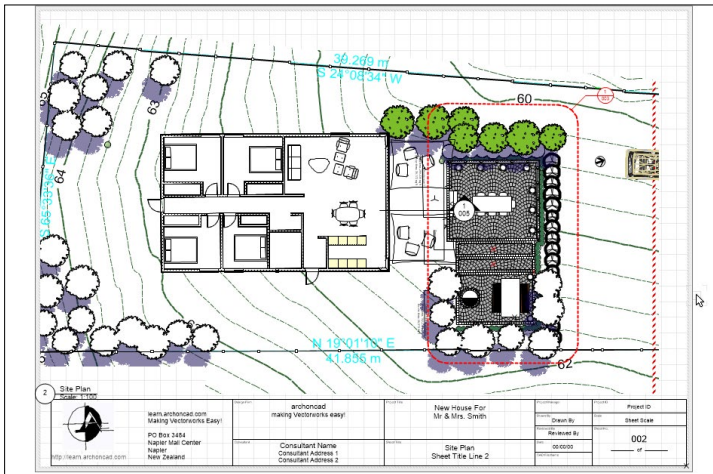 39.269 m
S 24°08'34" W
60
63
64
65
S 65°33'36" E
1
005
N 19°01'10" E
41.856 m
62
2
Site Plan
Scale: 1:100
learn.archoncad.com
Making Vectorworks Easy!
PO Box 3484
Napier Mail Center
Napier
New Zealand
http://learn.archoncad.com
archoncad
making Vectorworks easy!
Consultant Name
Consultant Address 1
Consultant Address 2
New House For
Mr & Mrs. Smith
Site Plan
Sheet Title Line 2
Drawn By
Reviewed By
00/00/00
Project ID
Sheet Scale
002
of